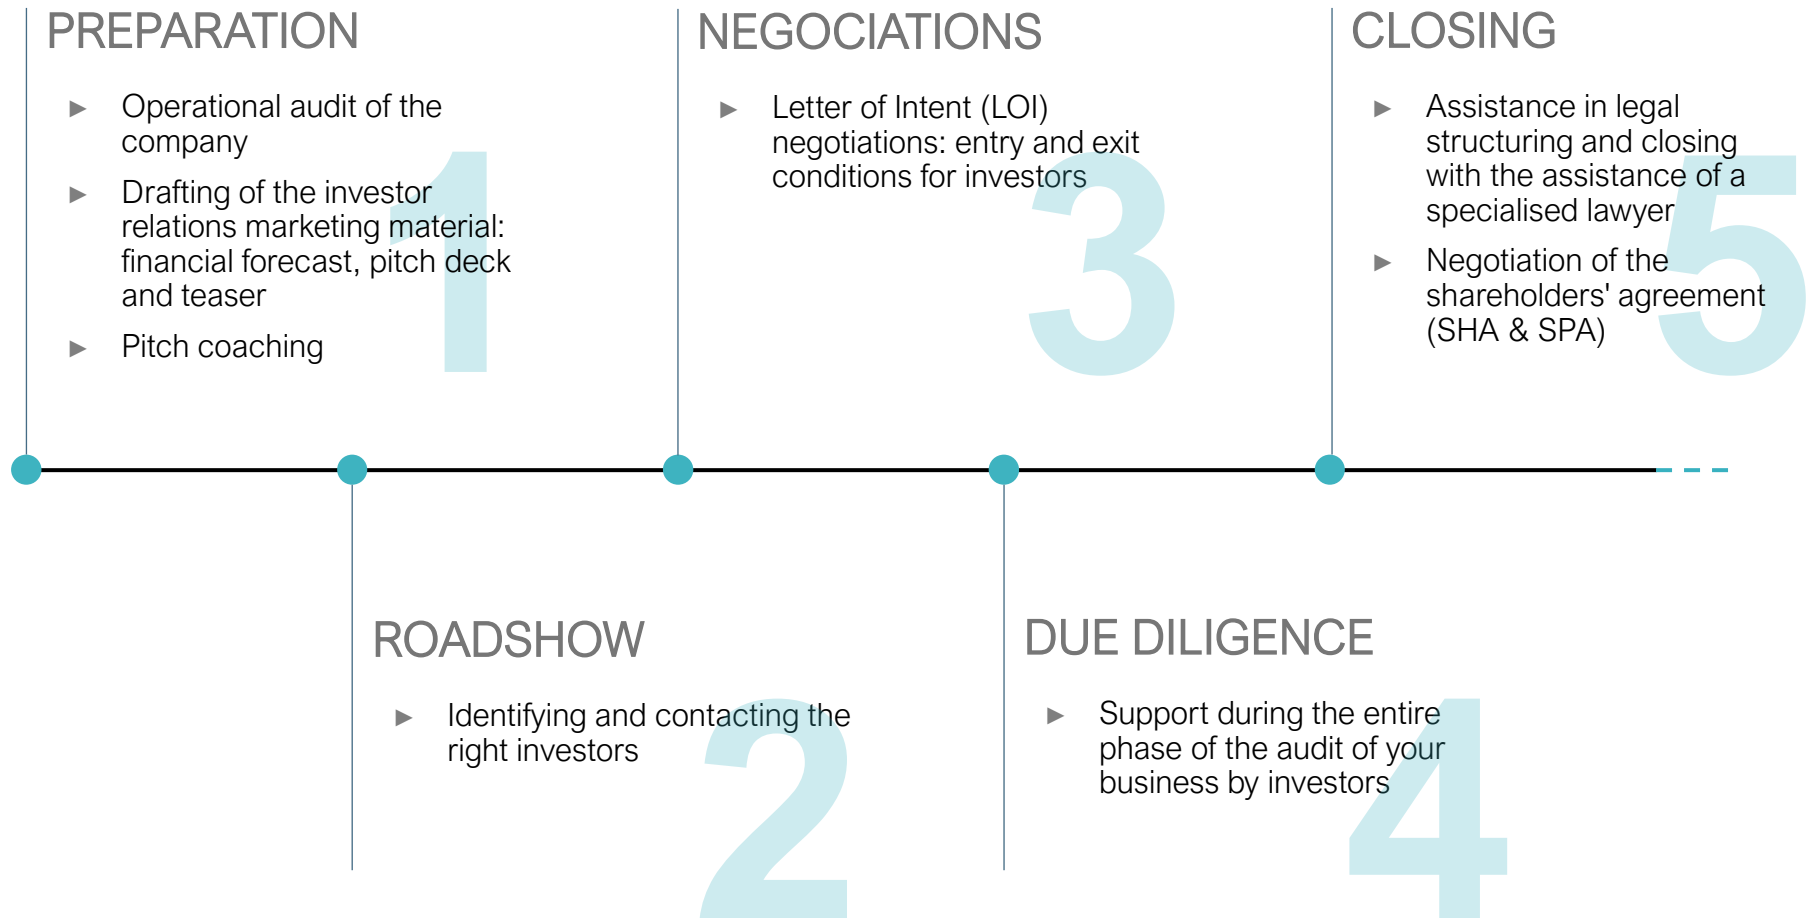 PREPARATION
► Operational audit of the
company
► Drafting of the investor
relations marketing material:
financial forecast, pitch deck
and teaser
► Pitch coaching
1
ROADSHOW
► Identifying and contacting the
right investors
2
NEGOCIATIONS
► Letter of Intent (LOI)
negotiations: entry and exit
conditions for investors
3
DUE DILIGENCE
► Support during the entire
phase of the audit of your
business by investors
4
CLOSING
► Assistance in legal
structuring and closing
with the assistance of a
specialised lawyer
► Negotiation of the
shareholders' agreement
(SHA & SPA)
5